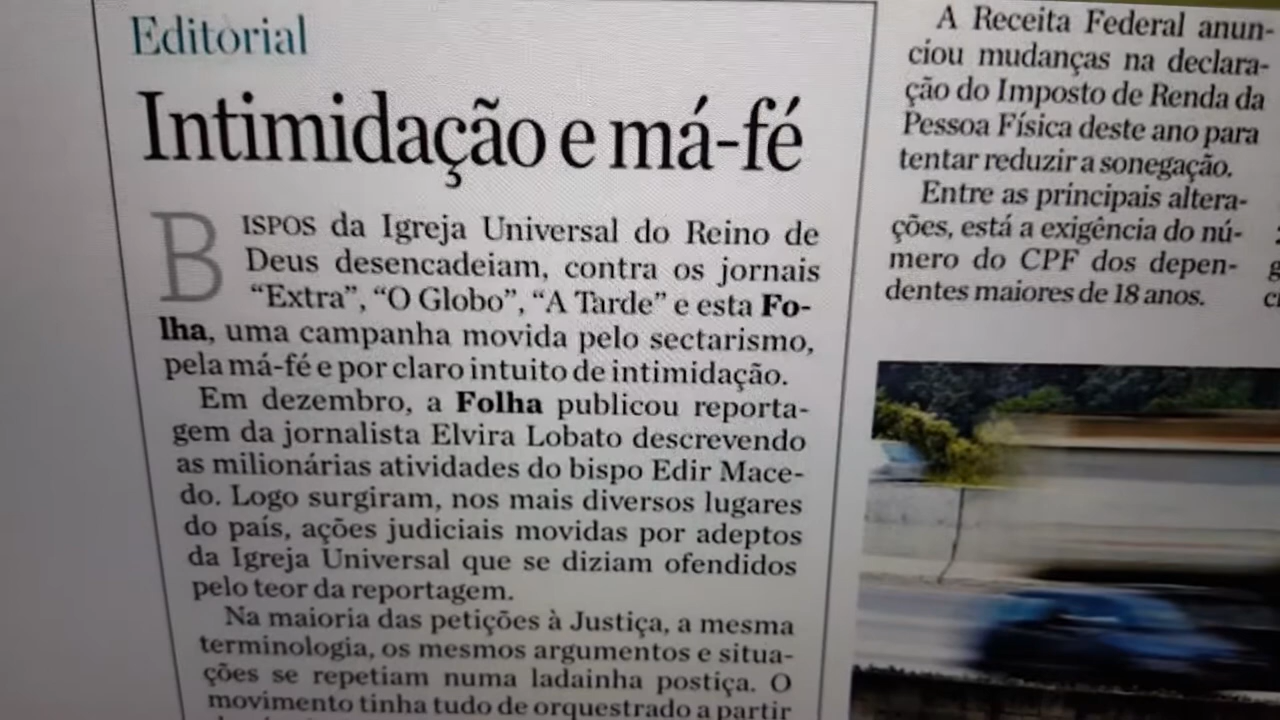 Editorial
Intimidação e má-fé
BISPOS da Igreja Universal do Reino de
Deus desencadeiam, contra os jornais
“Extra”, “O Globo”, “A Tarde” e esta Fo-
lha, uma campanha movida pelo sectarismo,
pela má-fé e por claro intuito de intimidação.
Em dezembro, a Folha publicou reporta-
gem da jornalista Elvira Lobato descrevendo
as milionárias atividades do bispo Edir Mace-
do. Logo surgiram, nos mais diversos lugares
do país, ações judiciais movidas por adeptos
da Igreja Universal que se diziam ofendidos
pelo teor da reportagem.
Na maioria das petições à Justiça, a mesma
terminologia, os mesmos argumentos e situa-
ções se repetiam numa ladainha postiça. O
movimento tinha tudo de orquestrado a partir
A Receita Federal anun-
ciou mudanças na declara-
ção do Imposto de Renda da
Pessoa Física deste ano para
tentar reduzir a sonegação.
Entre as principais altera-
ções, está a exigência do nú-
mero do CPF dos depen-
dentes maiores de 18 anos.